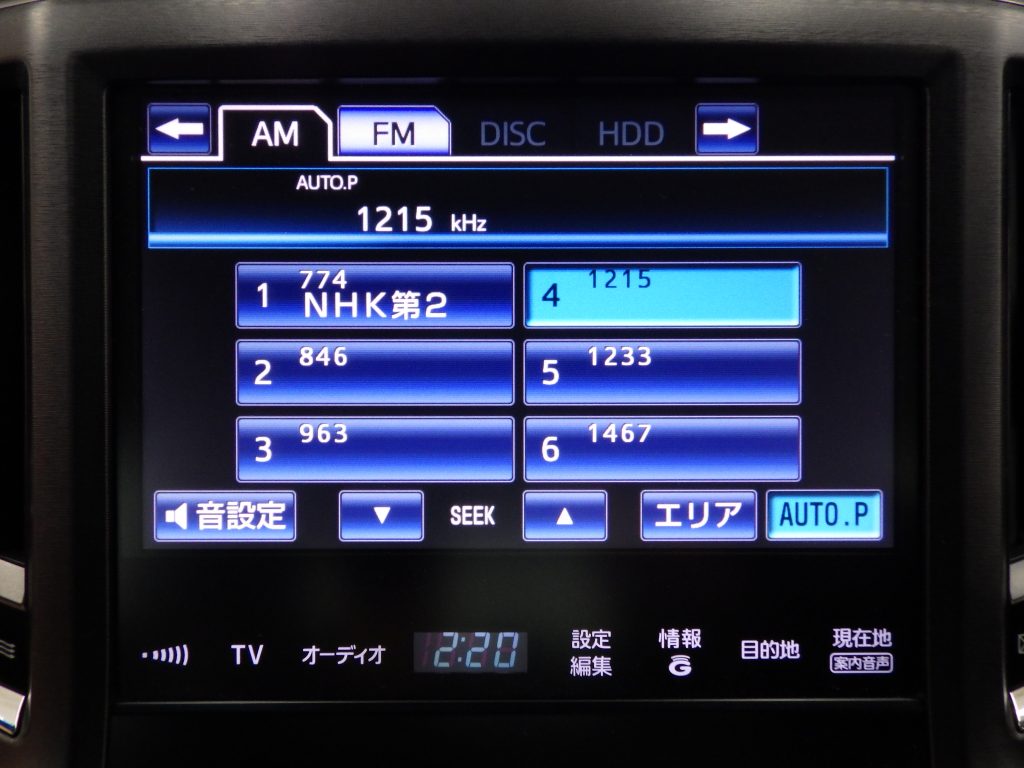 AM FM DISC HDD
AUTO.P
1215 kHz
1 774 NHK第2
4 1215
2 846
5 1233
3 963
6 1467
音設定 ▼ SEEK ▲ エリア AUTO.P
TV オーディオ 2:20 設定編集 情報 G 目的地 現在地 案内音声